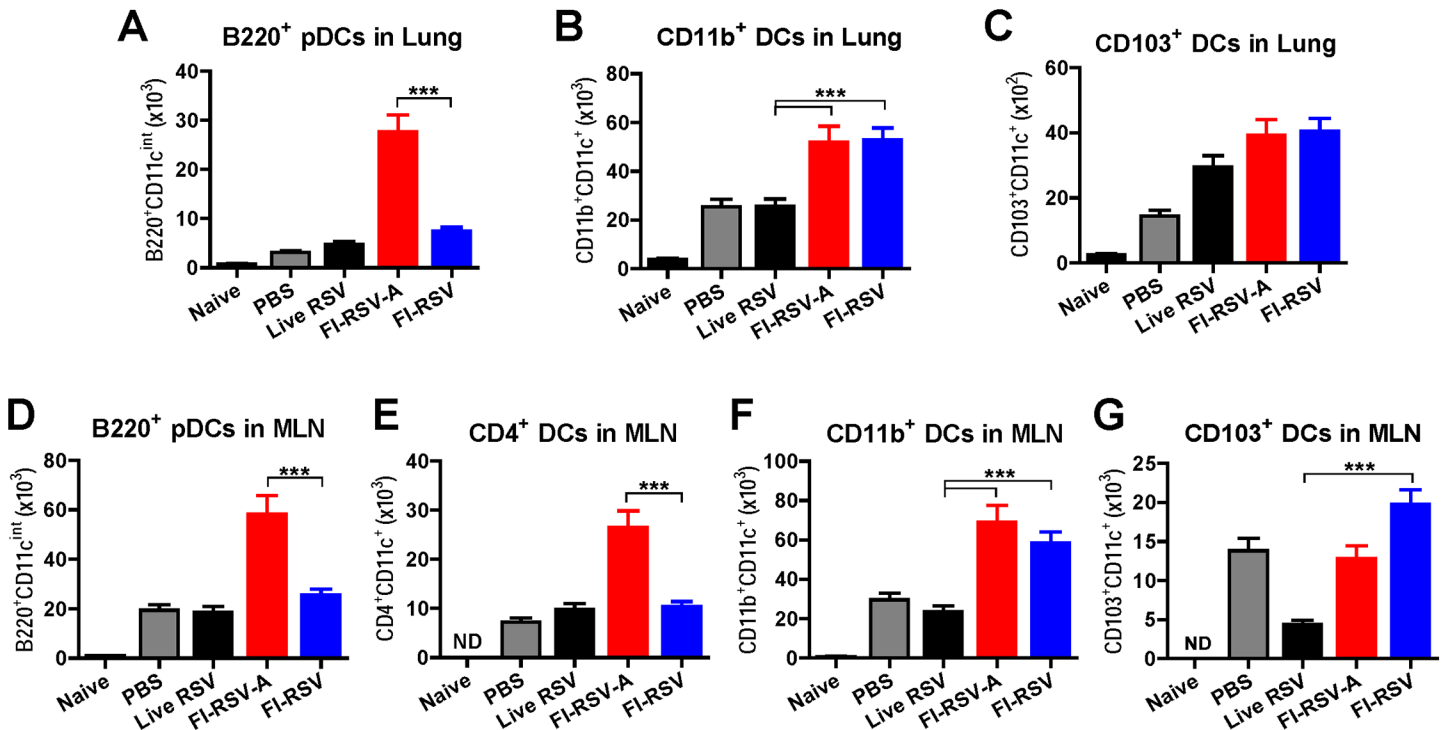 A
B220⁺ pDCs in Lung
B220⁺CD11cⁱⁿᵗ (x10³)
40
30
20
10
0
***
Naive
PBS
Live RSV
FI-RSV-A
FI-RSV
B
CD11b⁺ DCs in Lung
CD11b⁺CD11c⁺ (x10³)
80
60
40
20
0
***
Naive
PBS
Live RSV
FI-RSV-A
FI-RSV
C
CD103⁺ DCs in Lung
CD103⁺CD11c⁺ (x10²)
60
40
20
0
Naive
PBS
Live RSV
FI-RSV-A
FI-RSV
D
B220⁺ pDCs in MLN
B220⁺CD11cⁱⁿᵗ (x10³)
80
60
40
20
0
***
Naive
PBS
Live RSV
FI-RSV-A
FI-RSV
E
CD4⁺ DCs in MLN
CD4⁺CD11c⁺ (x10³)
40
30
20
10
0
ND
***
Naive
PBS
Live RSV
FI-RSV-A
FI-RSV
F
CD11b⁺ DCs in MLN
CD11b⁺CD11c⁺ (x10³)
100
80
60
40
20
0
***
Naive
PBS
Live RSV
FI-RSV-A
FI-RSV
G
CD103⁺ DCs in MLN
CD103⁺CD11c⁺ (x10³)
25
20
15
10
5
0
ND
***
Naive
PBS
Live RSV
FI-RSV-A
FI-RSV